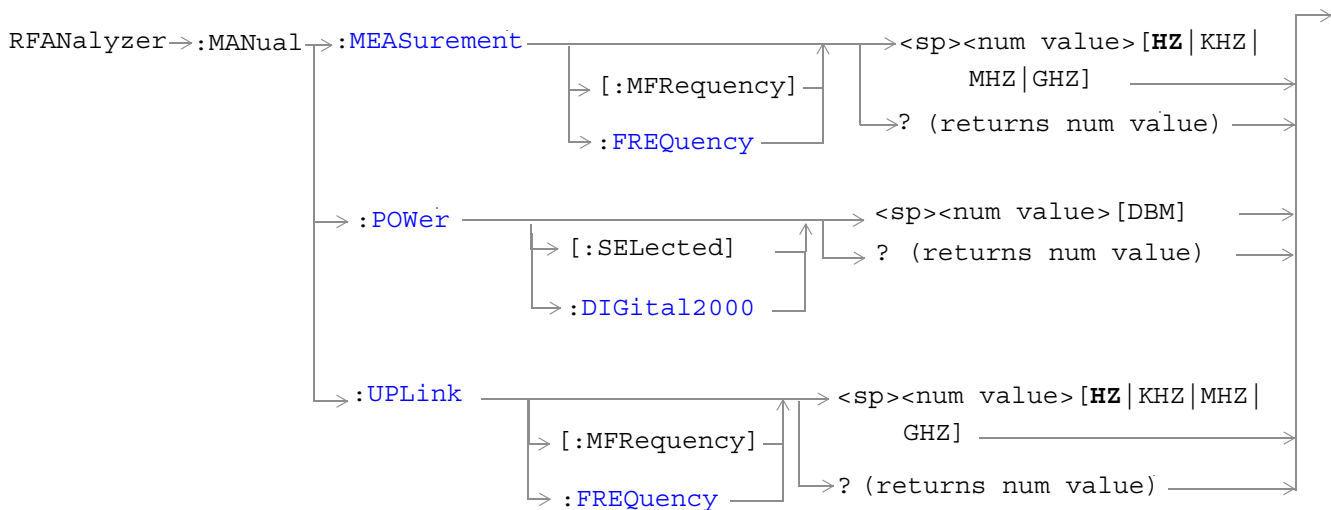 RFANalyzer :MANual :MEASurement <sp><num value>[HZ|KHZ|
[:MFRequency] MHZ|GHZ]
:FREQuency ? (returns num value)
:POWer <sp><num value>[DBM]
[:SELected] ? (returns num value)
:DIGital2000
:UPLink <sp><num value>[HZ|KHZ|MHZ|
[:MFRequency] GHZ]
:FREQuency ? (returns num value)